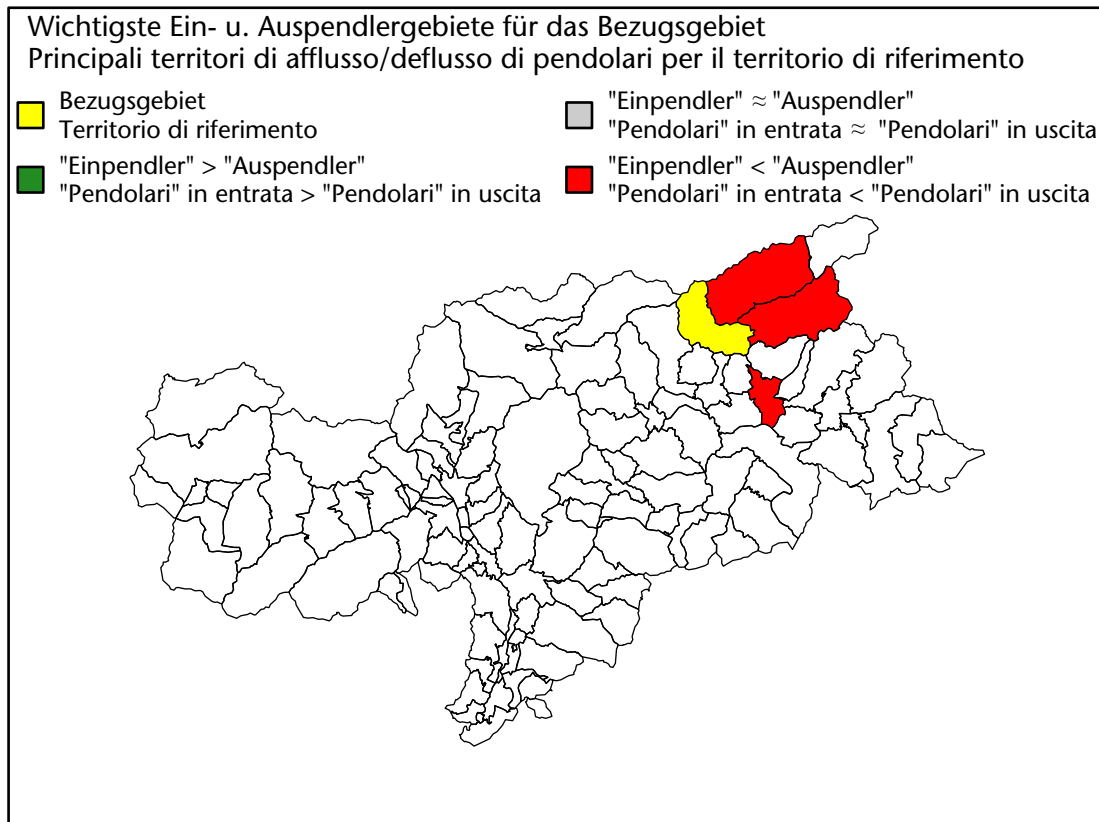 Wichtigste Ein- u. Auspendlergebiete für das Bezugsgebiet
Principali territori di afflusso/deflusso di pendolari per il territorio di riferimento
Bezugsgebiet
Territorio di riferimento
"Einpendler" ≈ "Auspendler"
"Pendolari" in entrata ≈ "Pendolari" in uscita
"Einpendler" > "Auspendler"
"Pendolari" in entrata > "Pendolari" in uscita
"Einpendler" < "Auspendler"
"Pendolari" in entrata < "Pendolari" in uscita